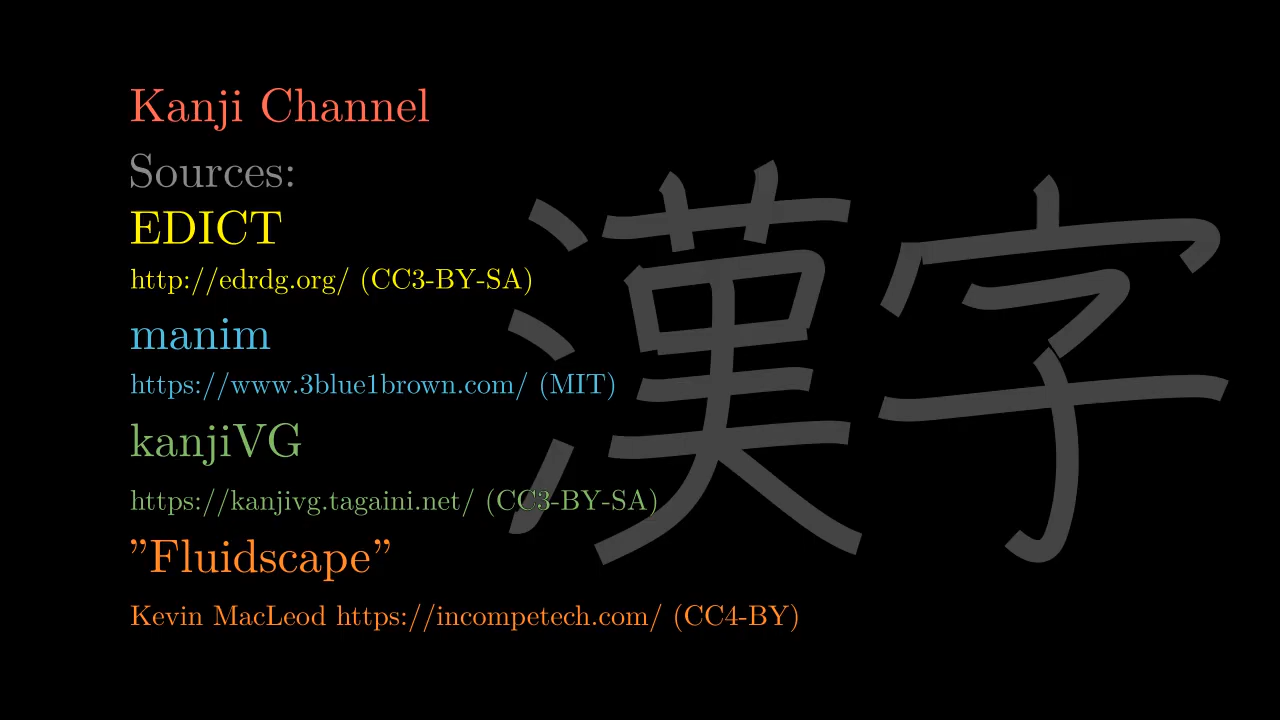 Kanji Channel
Sources:
EDICT
http://edrdg.org/ (CC3-BY-SA)
manim
https://www.3blue1brown.com/ (MIT)
kanjiVG
https://kanjivg.tagaini.net/ (CC3-BY-SA)
”Fluidscape”
Kevin MacLeod https://incompetech.com/ (CC4-BY)
漢字